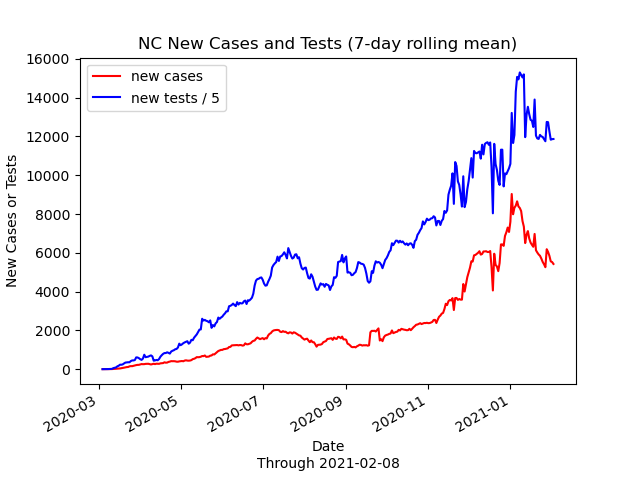 NC New Cases and Tests (7-day rolling mean)
new cases
new tests / 5
16000
14000
12000
10000
8000
6000
4000
2000
0
New Cases or Tests
2020-03
2020-05
2020-07
2020-09
2020-11
2021-01
Date
Through 2021-02-08